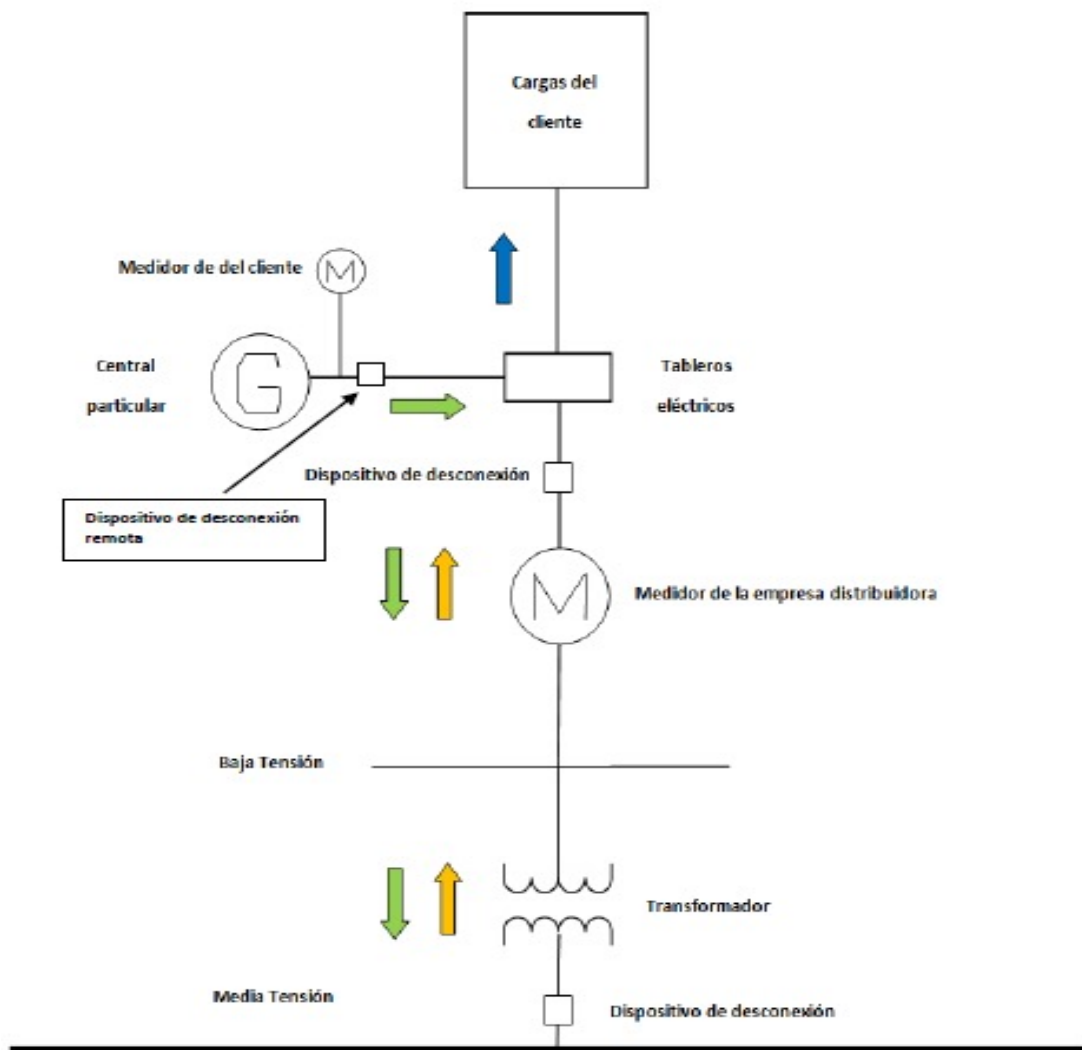 Cargas del
cliente
Medidor de del cliente
M
Central
particular
G
Tableros
eléctricos
Dispositivo de desconexión
Dispositivo de desconexión
remota
M
Medidor de la empresa distribuidora
Baja Tensión
Transformador
Media Tensión
Dispositivo de desconexión